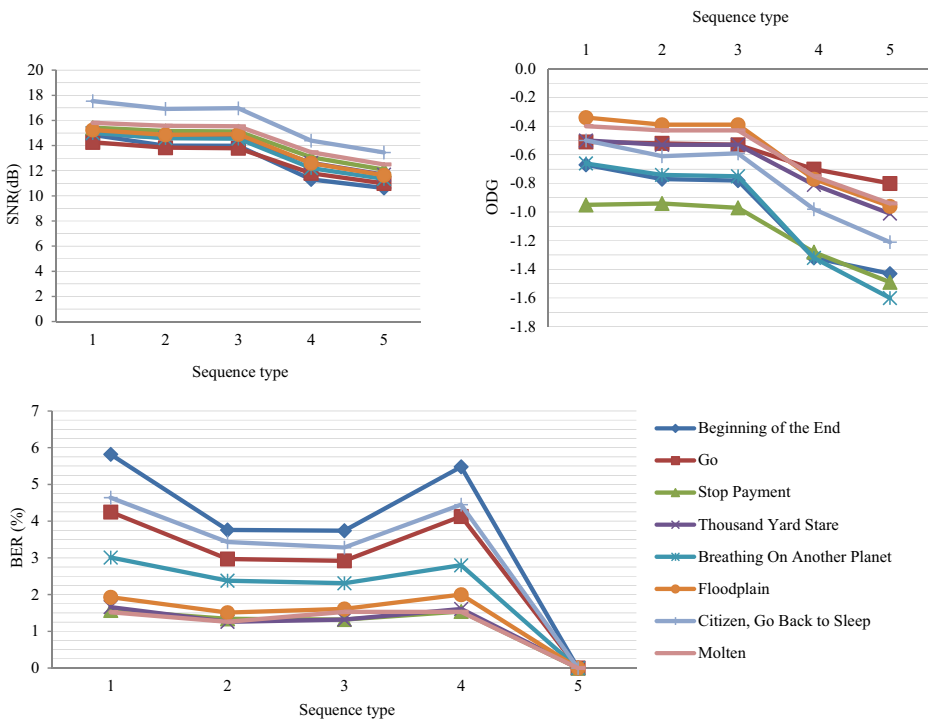 SNR(dB)
20
18
16
14
12
10
8
6
4
2
0
1 2 3 4 5
Sequence type
Sequence type
1 2 3 4 5
ODG
0.0
-0.2
-0.4
-0.6
-0.8
-1.0
-1.2
-1.4
-1.6
-1.8
BER (%)
7
6
5
4
3
2
1
0
1 2 3 4 5
Sequence type
Beginning of the End
Go
Stop Payment
Thousand Yard Stare
Breathing On Another Planet
Floodplain
Citizen, Go Back to Sleep
Molten